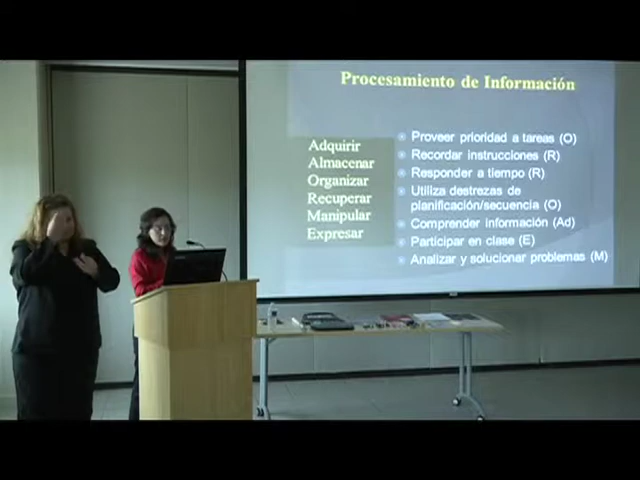 Procesamiento de Información
Adquirir
Almacenar
Organizar
Recuperar
Manipular
Expresar
Proveer prioridad a tareas (O)
Recordar instrucciones (R)
Responder a tiempo (R)
Utiliza destrezas de
planificación/secuencia (O)
Comprender información (Ad)
Participar en clase (E)
Analizar y solucionar problemas (M)